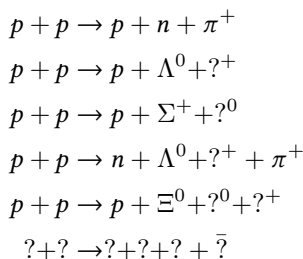 p + p → p + n + π⁺
p + p → p + Λ⁰+?⁺
p + p → p + Σ⁺+?⁰
p + p → n + Λ⁰+?⁺ + π⁺
p + p → p + Ξ⁰+?⁰+?⁺
?+? →?+?+? + ?̄